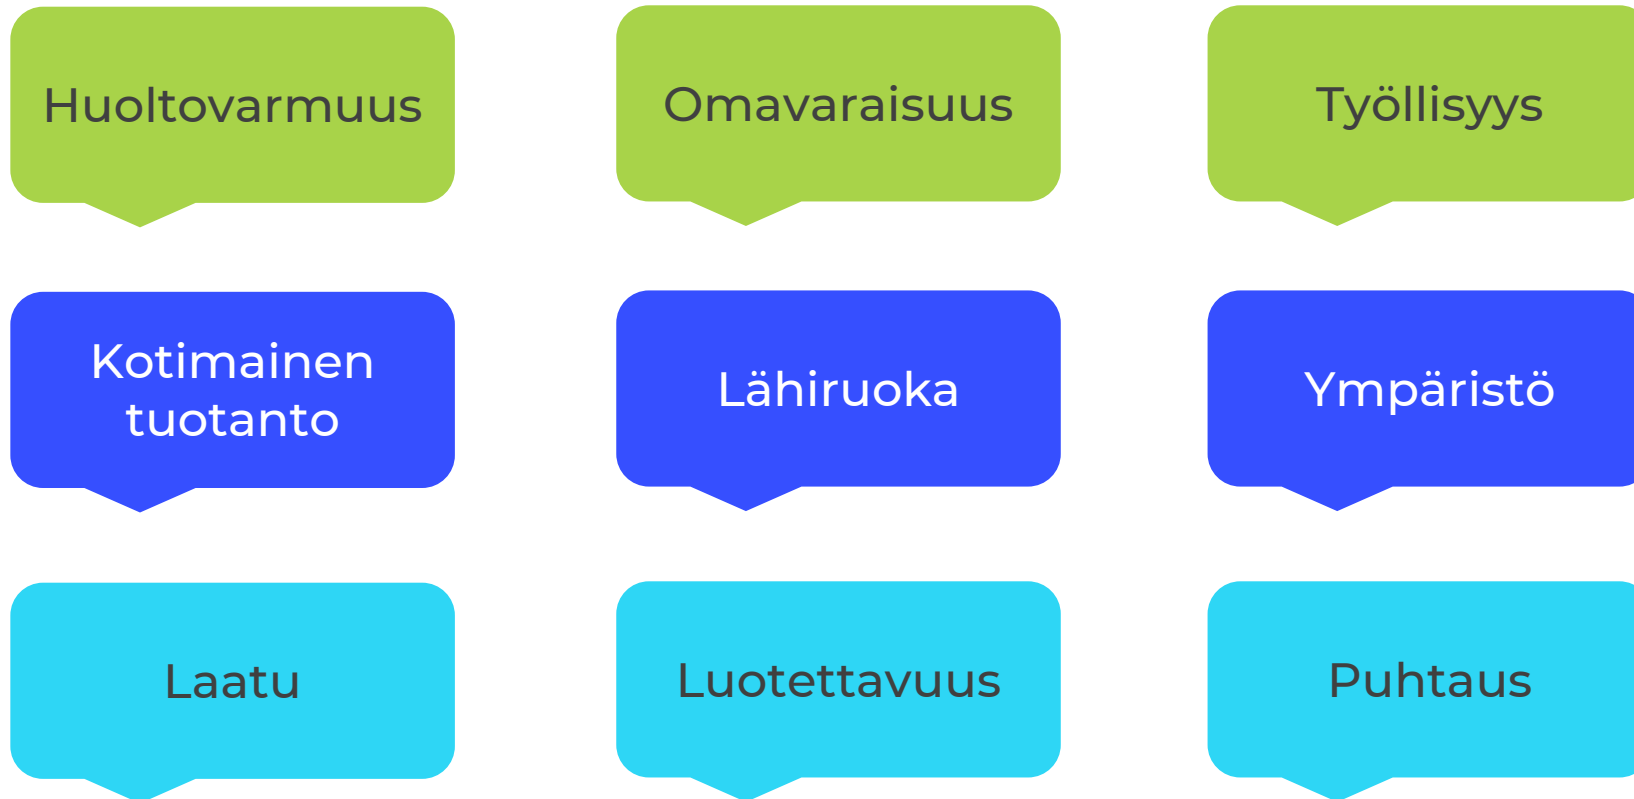 Huoltovarmuus
Omavaraisuus
Työllisyys
Kotimainen
tuotanto
Lähiruoka
Ympäristö
Laatu
Luotettavuus
Puhtaus